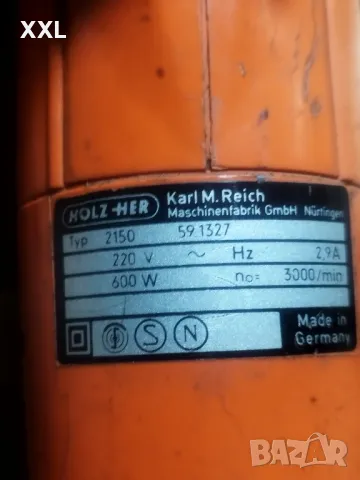 XXL
HOLZ-HER Karl M. Reich
Maschinenfabrik GmbH Nürtingen
Typ 2150 59 1327
220 V ~ Hz 2,9A
600 W n₀= 3000/min
S N Made in
Germany
BAZAR
bg